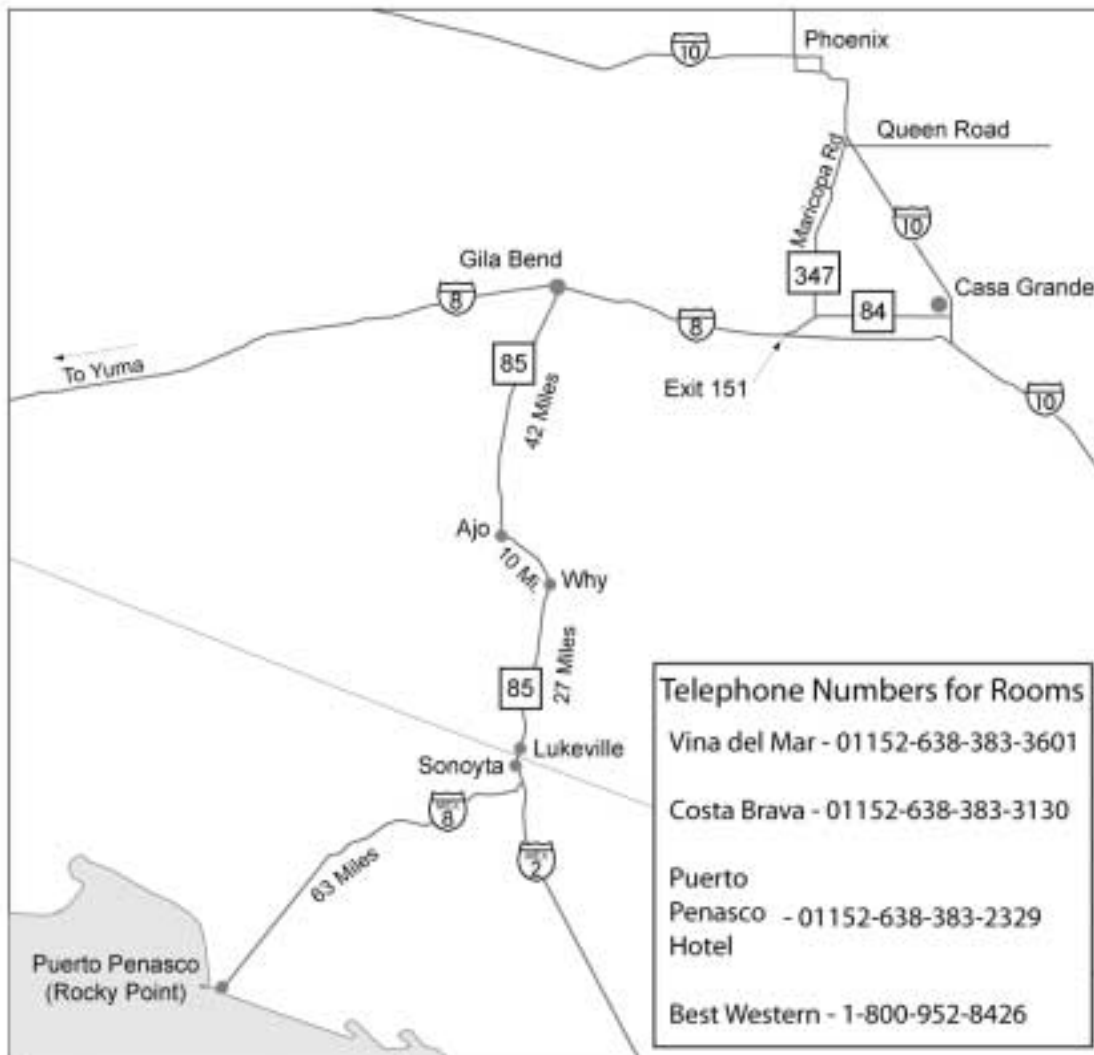 Phoenix
10
Queen Road
Maricopa Rd
10
Gila Bend
347
Casa Grande
8
84
8
To Yuma
85
Exit 151
10
42 Miles
Ajo
10 Mi.
Why
27 Miles
85
Telephone Numbers for Rooms
Vina del Mar - 01152-638-383-3601
Lukeville
Sonoyta
8
Costa Brava - 01152-638-383-3130
2
63 Miles
Puerto
Penasco - 01152-638-383-2329
Hotel
Puerto Penasco
(Rocky Point)
Best Western - 1-800-952-8426